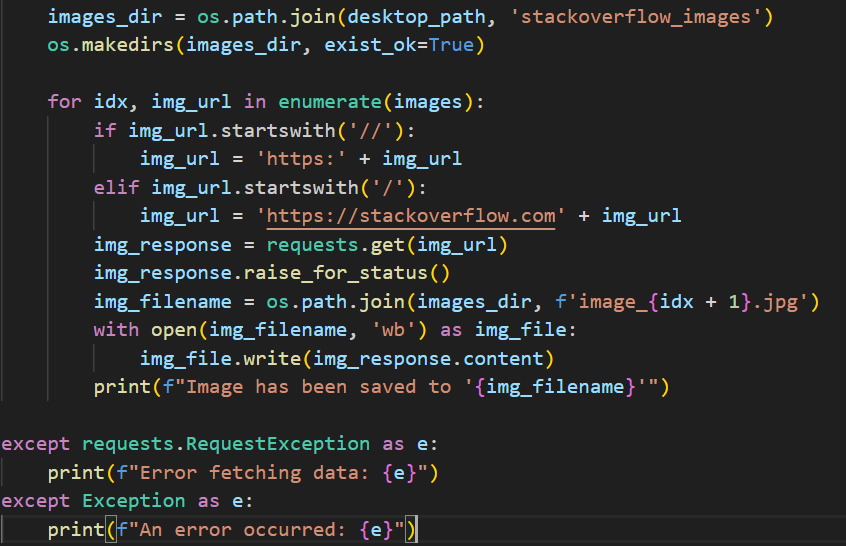 images_dir = os.path.join(desktop_path, 'stackoverflow_images')
os.makedirs(images_dir, exist_ok=True)
for idx, img_url in enumerate(images):
if img_url.startswith('//'):
img_url = 'https:' + img_url
elif img_url.startswith('/'):
img_url = 'https://stackoverflow.com' + img_url
img_response = requests.get(img_url)
img_response.raise_for_status()
img_filename = os.path.join(images_dir, f'image_{idx + 1}.jpg')
with open(img_filename, 'wb') as img_file:
img_file.write(img_response.content)
print(f"Image has been saved to '{img_filename}'")
except requests.RequestException as e:
print(f"Error fetching data: {e}")
except Exception as e:
print(f"An error occurred: {e}")